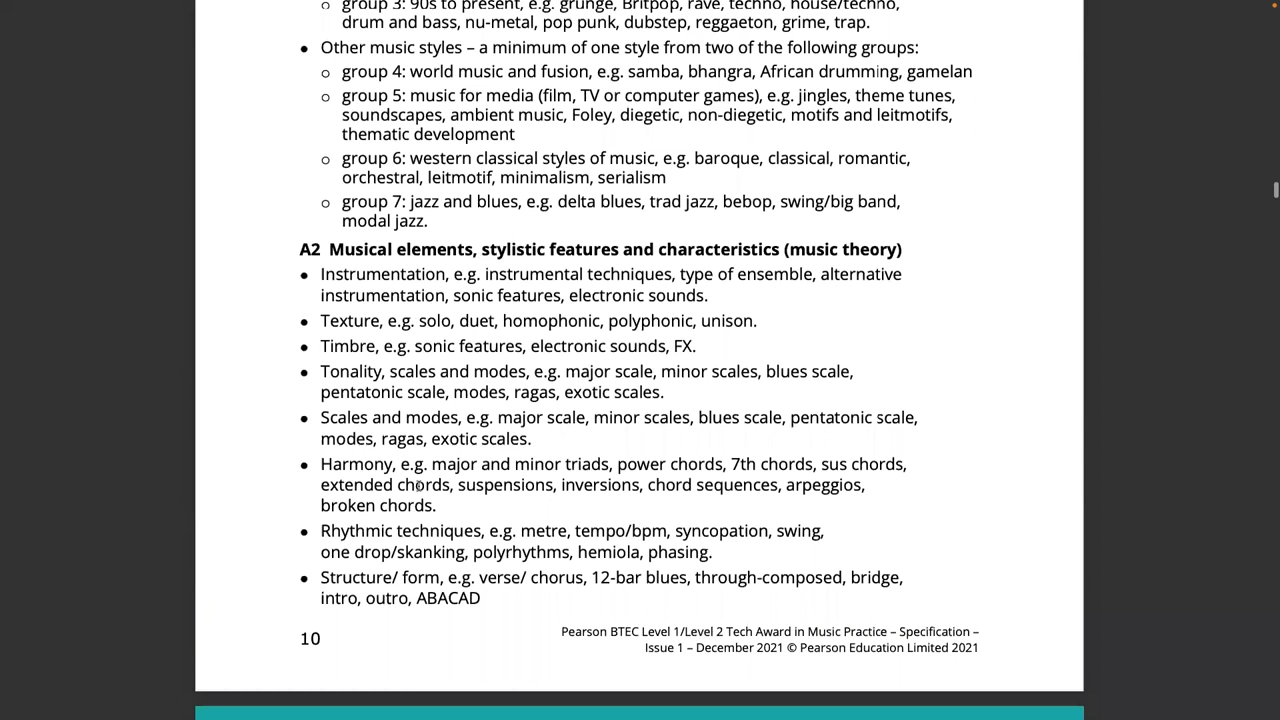 ○ group 3: 90s to present, e.g. grunge, Britpop, rave, techno, house/techno,
drum and bass, nu-metal, pop punk, dubstep, reggaeton, grime, trap.
● Other music styles – a minimum of one style from two of the following groups:
○ group 4: world music and fusion, e.g. samba, bhangra, African drumming, gamelan
○ group 5: music for media (film, TV or computer games), e.g. jingles, theme tunes,
soundscapes, ambient music, Foley, diegetic, non-diegetic, motifs and leitmotifs,
thematic development
○ group 6: western classical styles of music, e.g. baroque, classical, romantic,
orchestral, leitmotif, minimalism, serialism
○ group 7: jazz and blues, e.g. delta blues, trad jazz, bebop, swing/big band,
modal jazz.
A2 Musical elements, stylistic features and characteristics (music theory)
● Instrumentation, e.g. instrumental techniques, type of ensemble, alternative
instrumentation, sonic features, electronic sounds.
● Texture, e.g. solo, duet, homophonic, polyphonic, unison.
● Timbre, e.g. sonic features, electronic sounds, FX.
● Tonality, scales and modes, e.g. major scale, minor scales, blues scale,
pentatonic scale, modes, ragas, exotic scales.
● Scales and modes, e.g. major scale, minor scales, blues scale, pentatonic scale,
modes, ragas, exotic scales.
● Harmony, e.g. major and minor triads, power chords, 7th chords, sus chords,
extended chords, suspensions, inversions, chord sequences, arpeggios,
broken chords.
● Rhythmic techniques, e.g. metre, tempo/bpm, syncopation, swing,
one drop/skanking, polyrhythms, hemiola, phasing.
● Structure/ form, e.g. verse/ chorus, 12-bar blues, through-composed, bridge,
intro, outro, ABACAD
10
Pearson BTEC Level 1/Level 2 Tech Award in Music Practice – Specification –
Issue 1 – December 2021 © Pearson Education Limited 2021